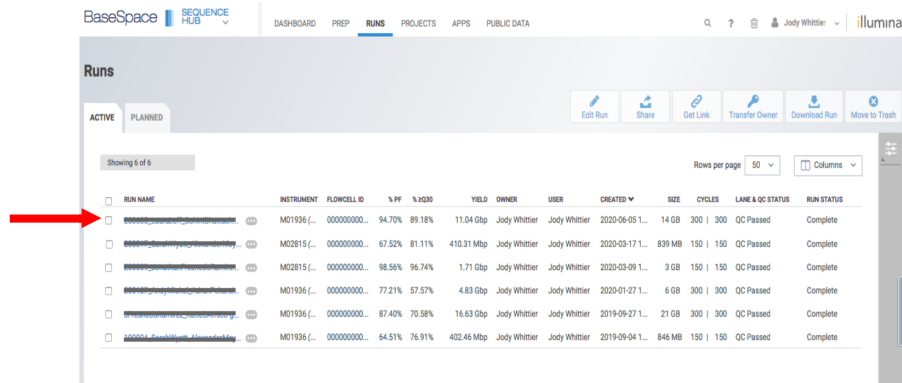 BaseSpace SEQUENCE HUB DASHBOARD PREP RUNS PROJECTS APPS PUBLIC DATA ? Jody Whittier illumina
Runs
Edit Run Share Get Link Transfer Owner Download Run Move to Trash
ACTIVE PLANNED
Showing 6 of 6 Rows per page 50 Columns
RUN NAME INSTRUMENT FLOWCELL ID % PF % ≥Q30 YIELD OWNER USER CREATED SIZE CYCLES LANE & QC STATUS RUN STATUS
M01936 (... 000000000... 94.70% 89.18% 11.04 Gbp Jody Whittier Jody Whittier 2020-06-05 1... 14 GB 300 | 300 QC Passed Complete
M02815 (... 000000000... 67.52% 81.11% 410.31 Mbp Jody Whittier Jody Whittier 2020-03-17 1... 839 MB 150 | 150 QC Passed Complete
M02815 (... 000000000... 98.56% 96.74% 1.71 Gbp Jody Whittier Jody Whittier 2020-03-09 1... 3 GB 150 | 150 QC Passed Complete
M01936 (... 000000000... 77.21% 57.57% 4.83 Gbp Jody Whittier Jody Whittier 2020-01-27 1... 6 GB 300 | 300 QC Passed Complete
M01936 (... 000000000... 87.40% 70.58% 16.63 Gbp Jody Whittier Jody Whittier 2019-09-27 1... 21 GB 300 | 300 QC Passed Complete
M01936 (... 000000000... 64.51% 76.91% 402.46 Mbp Jody Whittier Jody Whittier 2019-09-04 1... 846 MB 150 | 150 QC Passed Complete